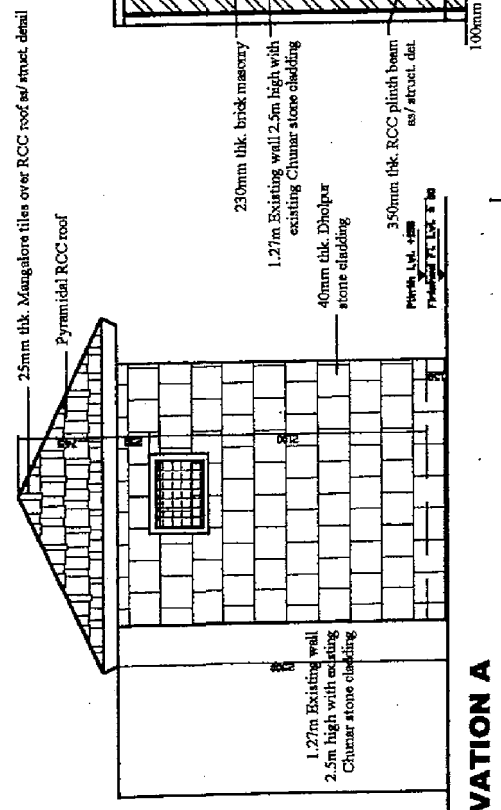 25mm thk. Mangalore tiles over RCC roof as/ struct. detail
Pyramidal RCC roof
230mm thk. brick masonry
1.27m Existing wall 2.5m high with
existing Chunar stone cladding
40mm thk. Dholpur
stone cladding
350mm thk. RCC plinth beam
as/ struct. det.
100mm
1.27m Existing wall
2.5m high with existing
Chunar stone cladding
VATION A